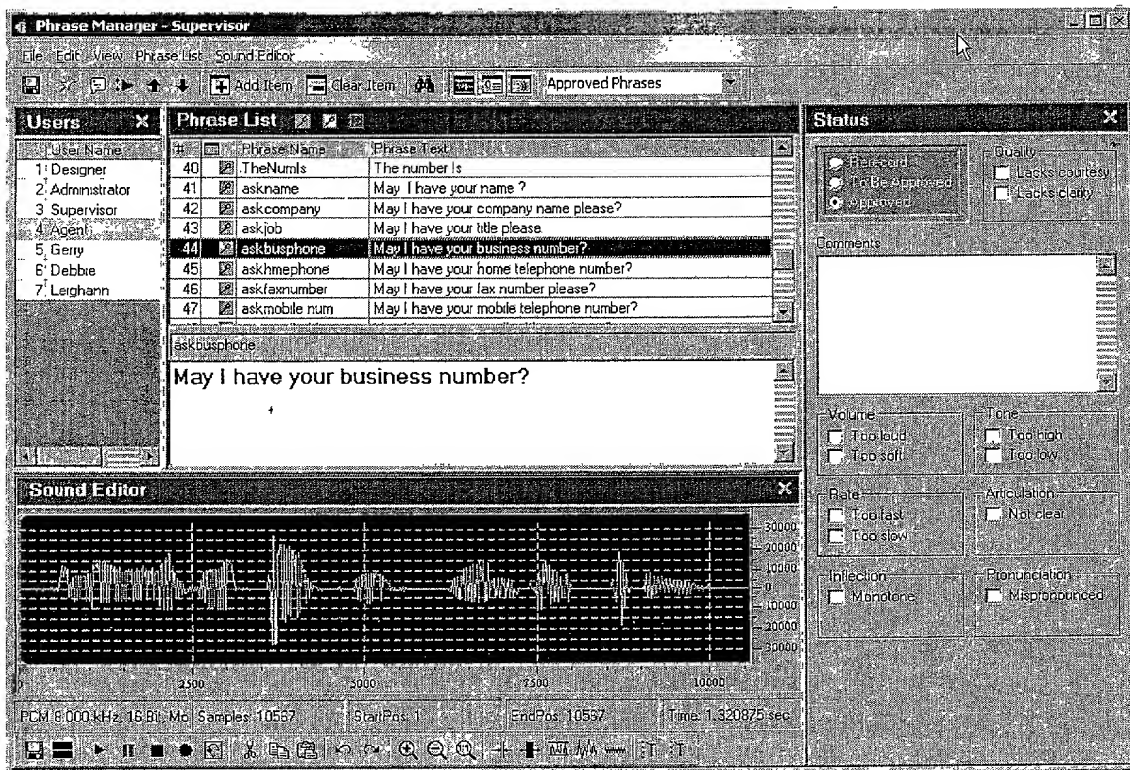 Phrase Manager - Supervisor
File Edit View Phrase List Sound Editor
Add Item Clear Item Approved Phrases
Users
User Name
1 Designer
2 Administrator
3 Supervisor
4 Agent
5 Gerry
6 Debbie
7 Leighann
Phrase List
# Phrase Name Phrase Text
40 .TheNumIs The number Is
41 askname May I have your name ?
42 askcompany May I have your company name please?
43 askjob May I have your title please
44 askbusphone May I have your business number?
45 askhmephone May I have your home telephone number?
46 askfaxnumber May I have your fax number please?
47 askmobile num May I have your mobile telephone number?
askbusphone
May I have your business number?
Status
Rerecord
To Be Approved
Approved
Quality
Lacks courtesy
Lacks clarity
Comments
Volume
Too loud
Too soft
Tone
Too high
Too low
Rate
Too fast
Too slow
Articulation
Not clear
Inflection
Monotone
Pronunciation
Mispronounced
Sound Editor
30000
20000
10000
0
10000
20000
30000
2500 5000 7500 10000
PCM 8.000 kHz, 16 Bit, Mo Samples: 10567 StartPos: 1 EndPos: 10567 Time: 1.320875 sec